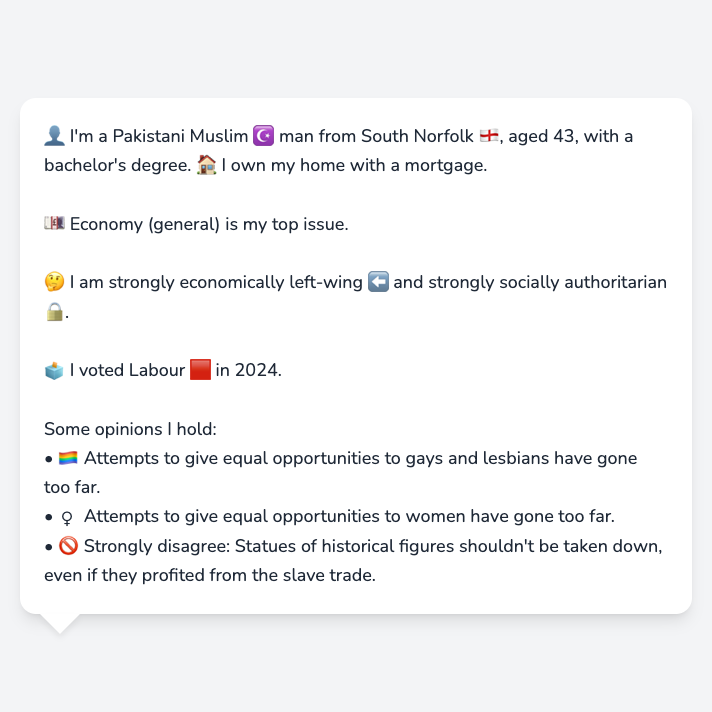 👤 I'm a Pakistani Muslim ☪️ man from South Norfolk 🏴󠁧󠁢󠁥󠁮󠁧󠁿, aged 43, with a
bachelor's degree. 🏠 I own my home with a mortgage.
💷 Economy (general) is my top issue.
🤔 I am strongly economically left-wing ⬅️ and strongly socially authoritarian
🔒.
🗳️ I voted Labour 🟥 in 2024.
Some opinions I hold:
• 🏳️‍🌈 Attempts to give equal opportunities to gays and lesbians have gone
too far.
• ♀ Attempts to give equal opportunities to women have gone too far.
• 🚫 Strongly disagree: Statues of historical figures shouldn't be taken down,
even if they profited from the slave trade.